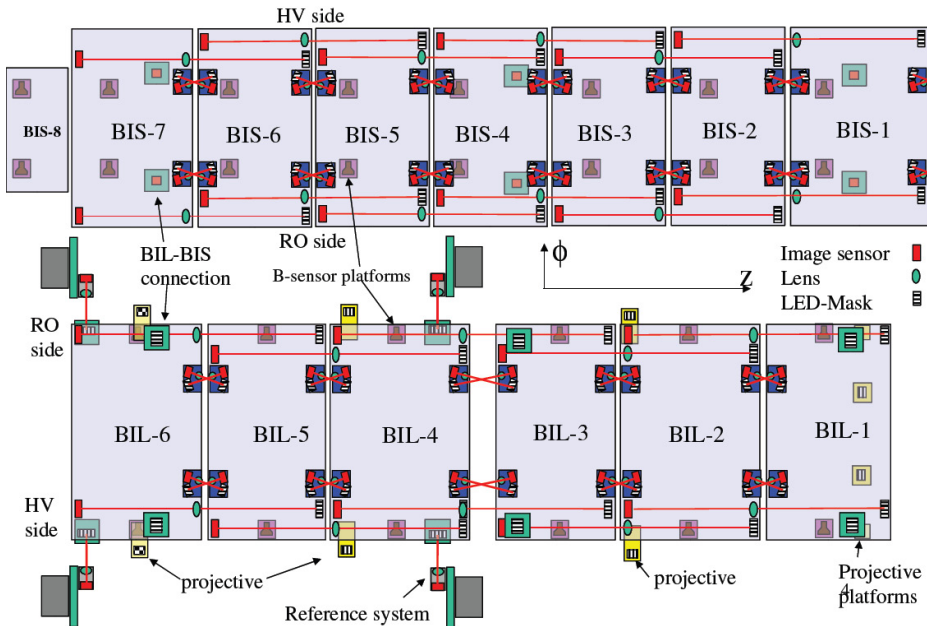 HV side
BIS-8
BIS-7
BIS-6
BIS-5
BIS-4
BIS-3
BIS-2
BIS-1
BIL-BIS
connection
RO side
B-sensor platforms
ϕ
Z
Image sensor
Lens
LED-Mask
RO
side
BIL-6
BIL-5
BIL-4
BIL-3
BIL-2
BIL-1
HV
side
projective
Reference system
projective
Projective
4
platforms